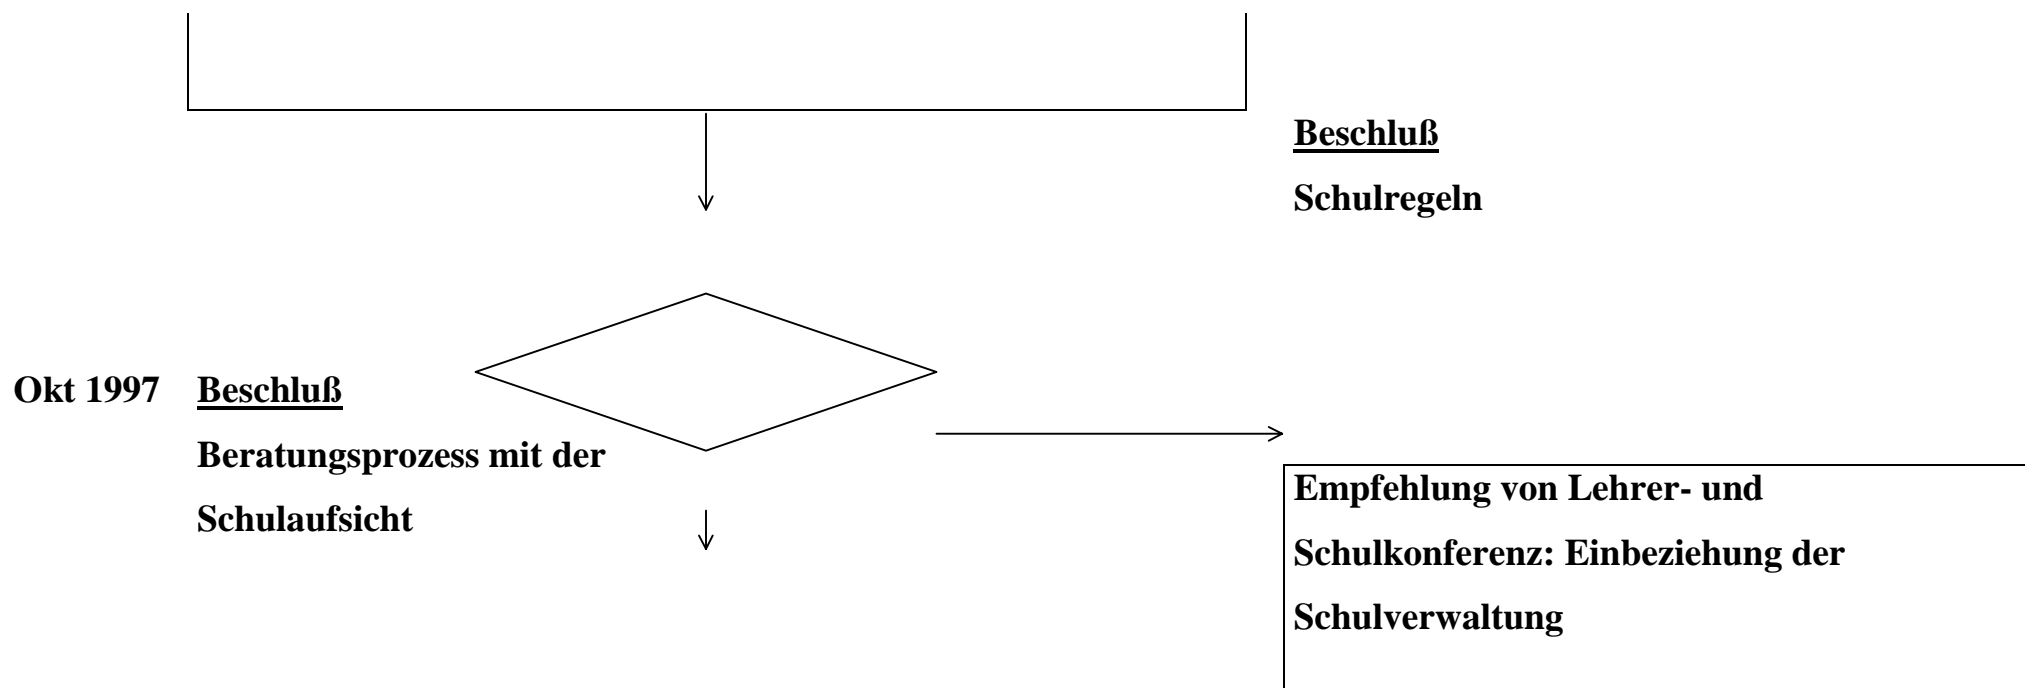 Beschluß
Schulregeln
Okt 1997 Beschluß
Beratungsprozess mit der
Schulaufsicht
Empfehlung von Lehrer- und
Schulkonferenz: Einbeziehung der
Schulverwaltung